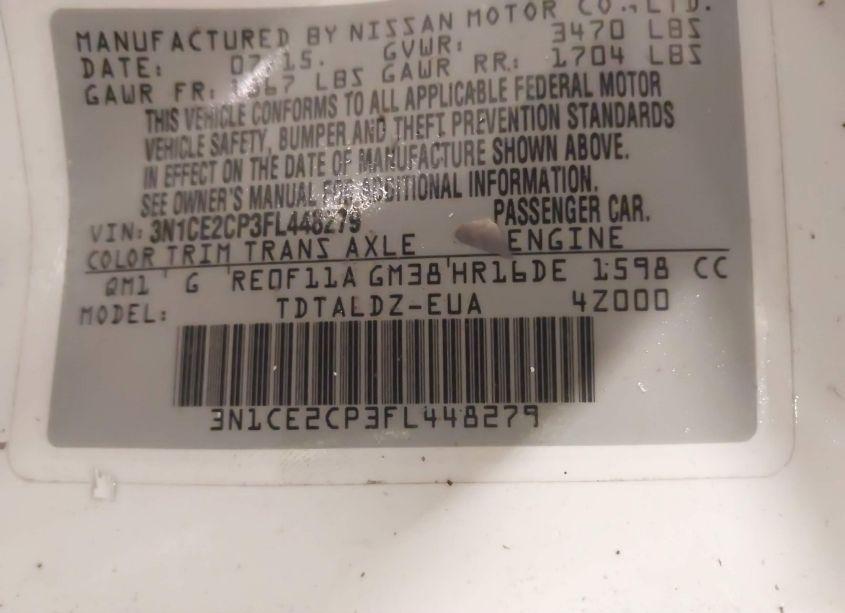 MANUFACTURED BY NISSAN MOTOR CO., LTD.
DATE: 07 15. GVWR: 3470 LBS
GAWR FR: LBS GAWR RR: 1704 LBS
THIS VEHICLE CONFORMS TO ALL APPLICABLE FEDERAL MOTOR
VEHICLE SAFETY, BUMPER AND THEFT PREVENTION STANDARDS
IN EFFECT ON THE DATE OF MANUFACTURE SHOWN ABOVE.
SEE OWNER'S MANUAL FOR ADDITIONAL INFORMATION.
VIN: 3N1CE2CP3FL448279 PASSENGER CAR.
COLOR TRIM TRANS AXLE ENGINE
QM1 G RE0F11A GM38 HR16DE 1598 CC
MODEL: TDTALDZ-EUA 4Z000
3N1CE2CP3FL448279